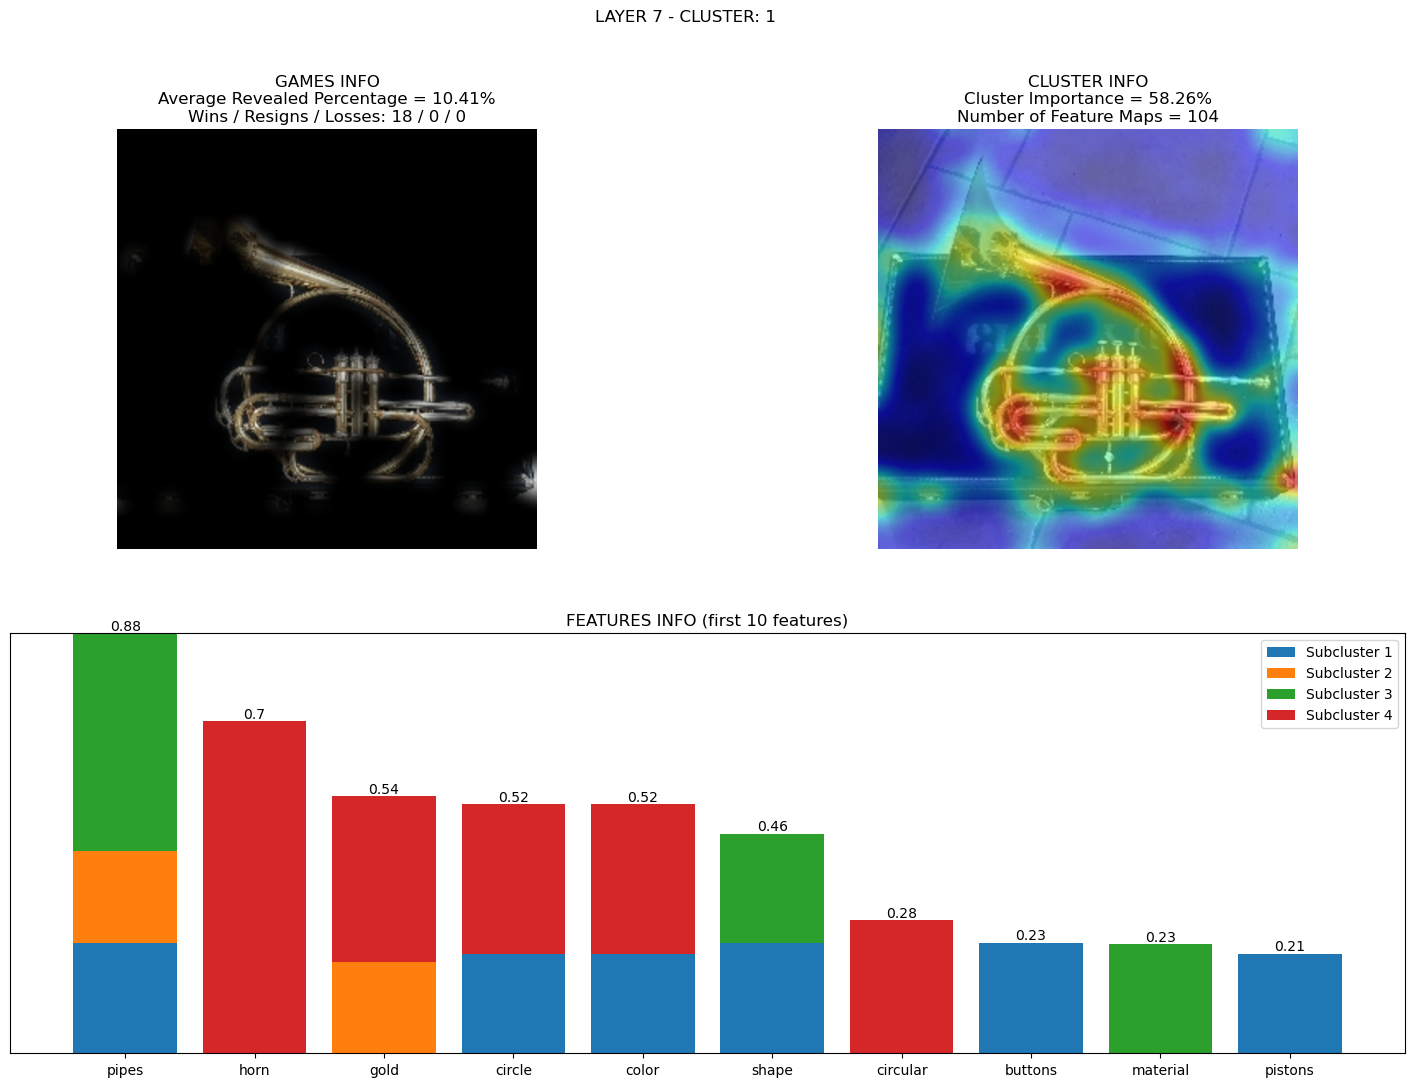 LAYER 7 - CLUSTER: 1
GAMES INFO
Average Revealed Percentage = 10.41%
Wins / Resigns / Losses: 18 / 0 / 0
CLUSTER INFO
Cluster Importance = 58.26%
Number of Feature Maps = 104
FEATURES INFO (first 10 features)
0.88
0.7
0.54
0.52
0.52
0.46
0.28
0.23
0.23
0.21
Subcluster 1
Subcluster 2
Subcluster 3
Subcluster 4
pipes
horn
gold
circle
color
shape
circular
buttons
material
pistons